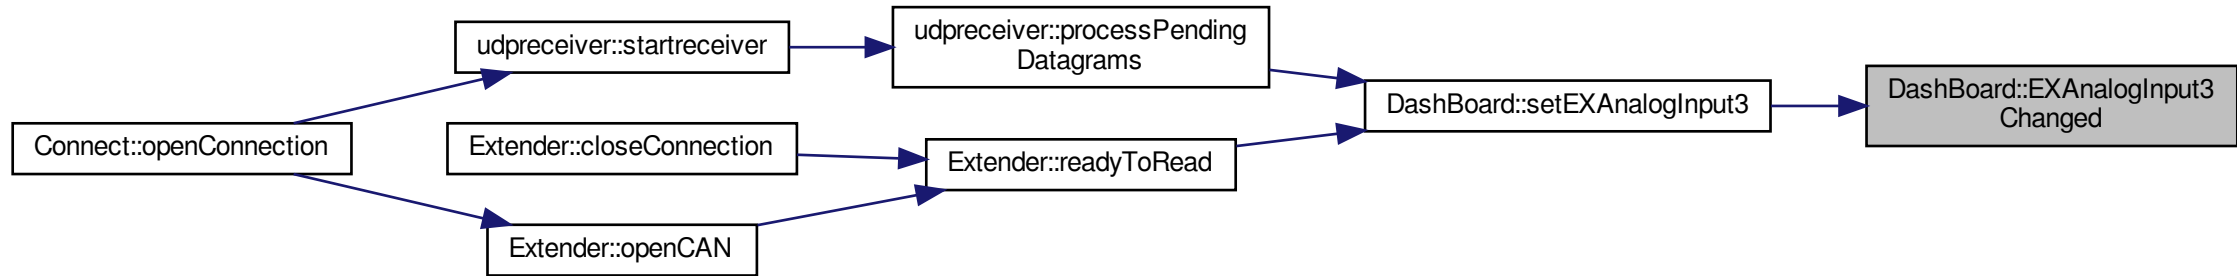 udpreceiver::startreceiver
udpreceiver::processPending
Datagrams
DashBoard::setEXAnalogInput3
DashBoard::EXAnalogInput3
Changed
Connect::openConnection
Extender::closeConnection
Extender::readyToRead
Extender::openCAN